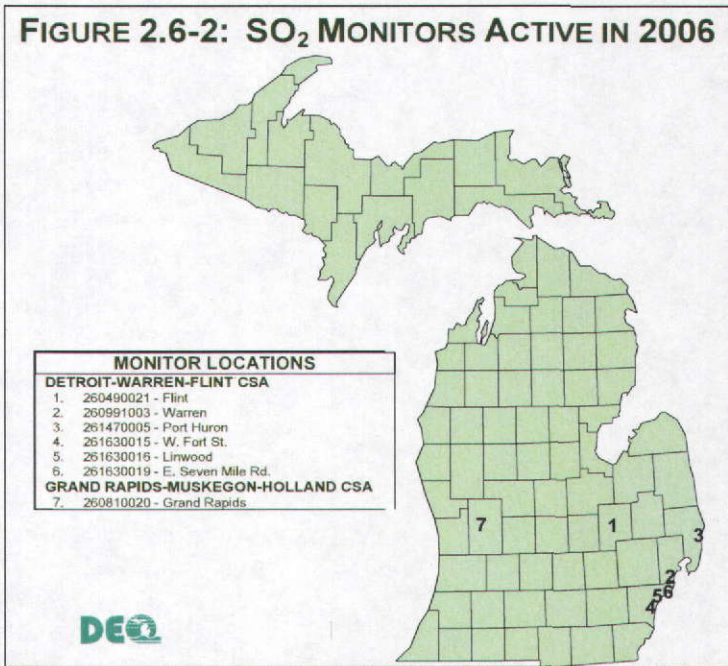 FIGURE 2.6-2: SO₂ MONITORS ACTIVE IN 2006
MONITOR LOCATIONS
DETROIT-WARREN-FLINT CSA
1. 260490021 - Flint
2. 260991003 - Warren
3. 261470005 - Port Huron
4. 261630015 - W. Fort St.
5. 261630016 - Linwood
6. 261630019 - E. Seven Mile Rd.
GRAND RAPIDS-MUSKEGON-HOLLAND CSA
7. 260810020 - Grand Rapids
7
1
3
2
6
5
4
DEQ